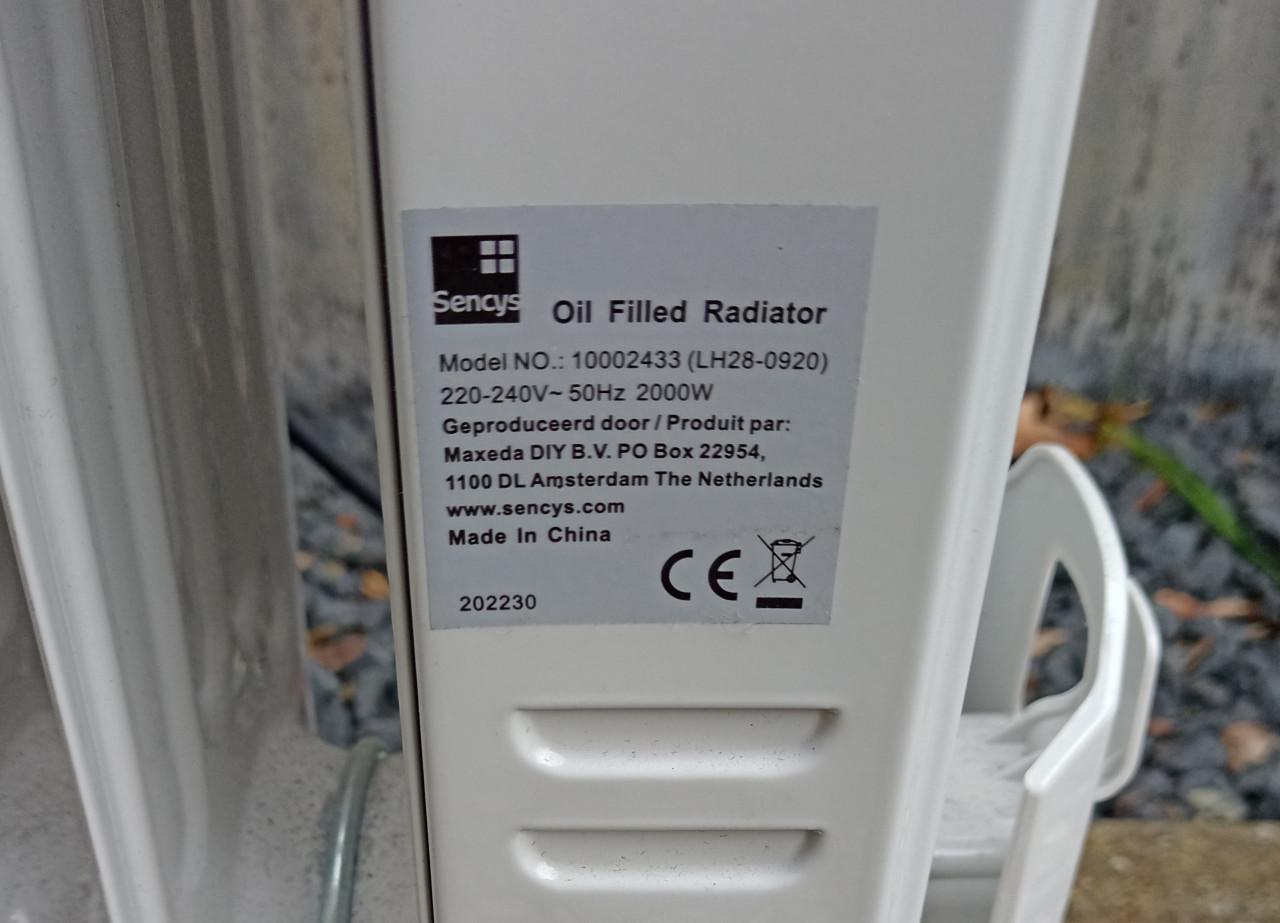 Sencys
Oil Filled Radiator
Model NO.: 10002433 (LH28-0920)
220-240V~ 50Hz 2000W
Geproduceerd door / Produit par:
Maxeda DIY B.V. PO Box 22954,
1100 DL Amsterdam The Netherlands
www.sencys.com
Made In China
CE
202230